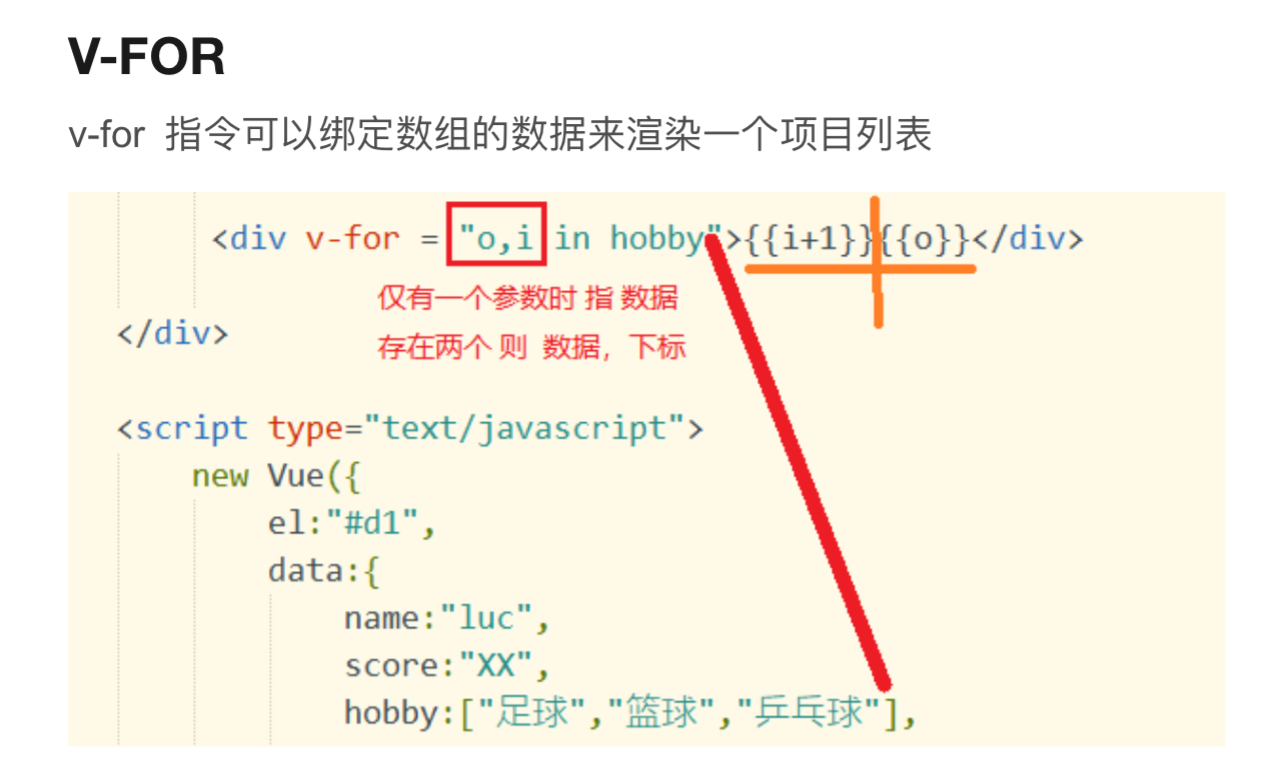 V-FOR
v-for 指令可以绑定数组的数据来渲染一个项目列表
<div v-for = "o,i in hobby">{{i+1}}{{o}}</div>
仅有一个参数时 指 数据
</div>
存在两个 则 数据，下标
<script type="text/javascript">
new Vue({
el:"#d1",
data:{
name:"luc",
score:"XX",
hobby:["足球","篮球","乒乓球"],